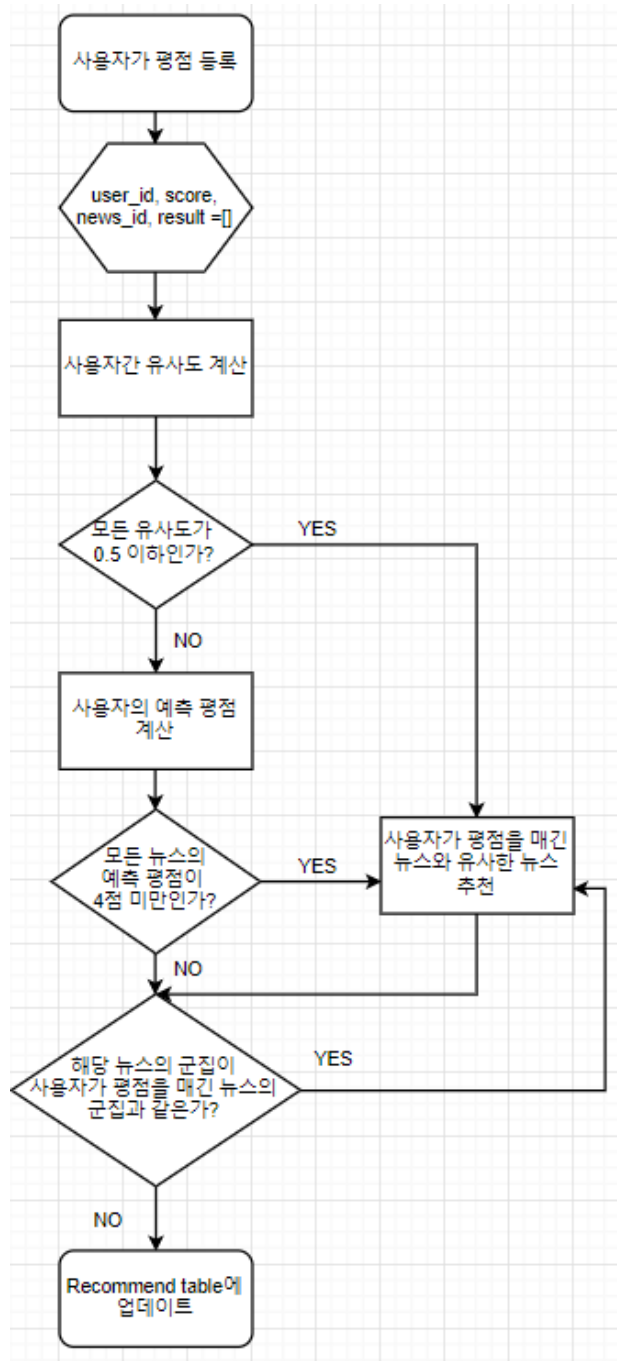 사용자가 평점 등록
user_id, score,
news_id, result =[]
사용자간 유사도 계산
모든 유사도가
0.5 이하인가?
YES
NO
사용자의 예측 평점
계산
모든 뉴스의
예측 평점이
4점 미만인가?
YES
사용자가 평점을 매긴
뉴스와 유사한 뉴스
추천
NO
해당 뉴스의 군집이
사용자가 평점을 매긴 뉴스의
군집과 같은가?
YES
NO
Recommend table에
업데이트